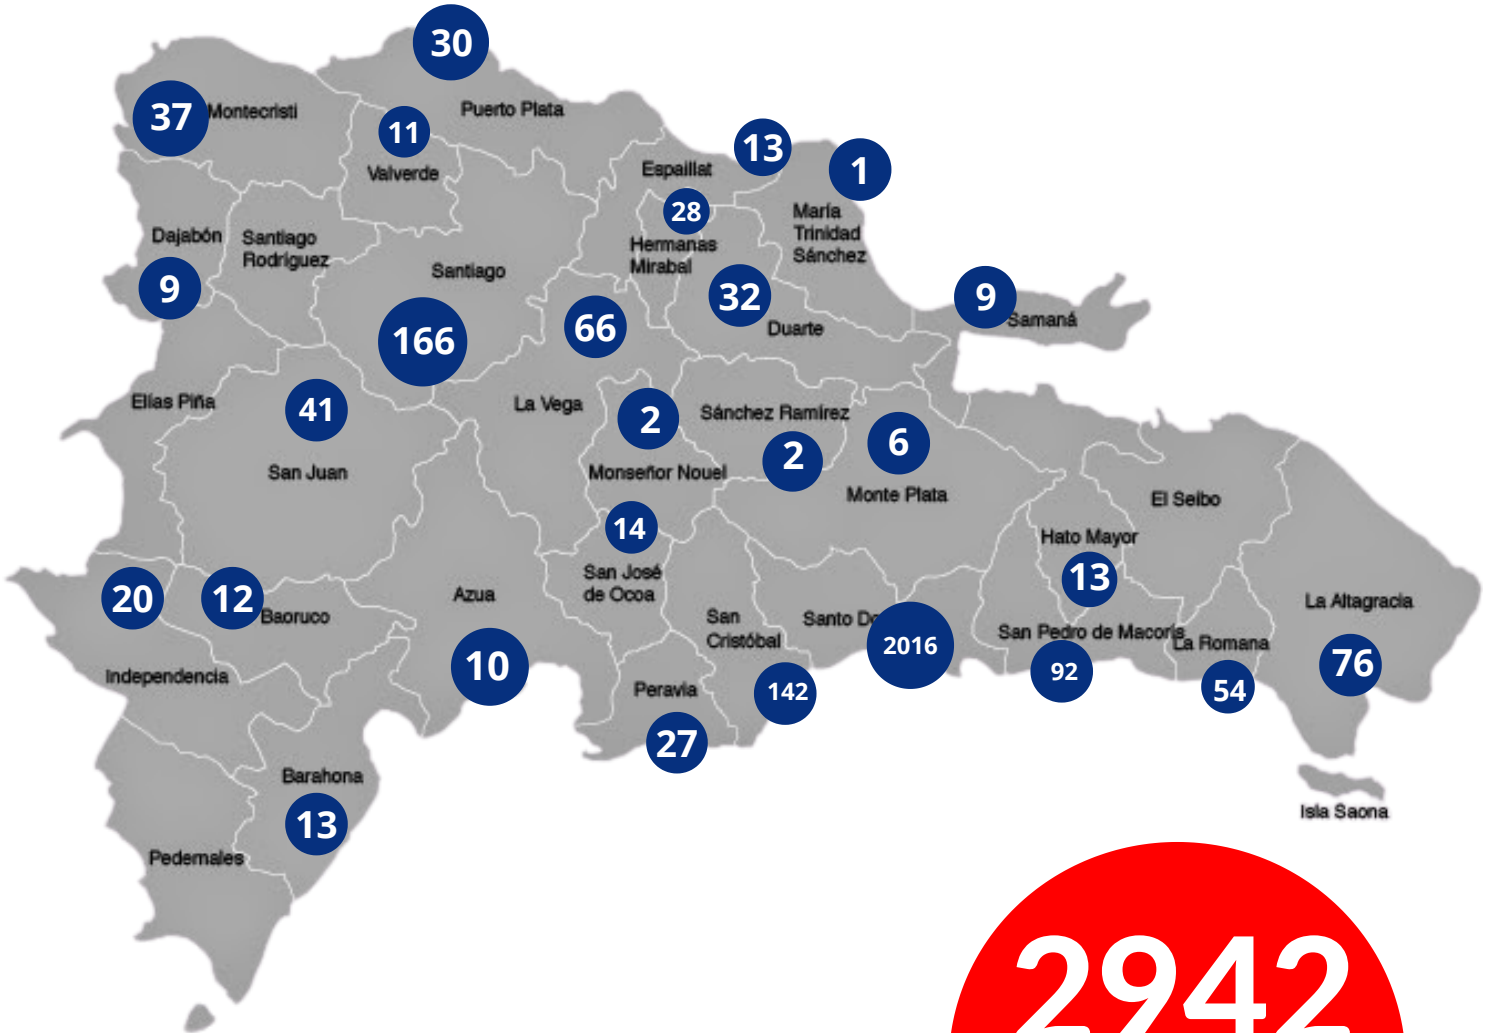 30
37
Montecristi
Puerto Plata
11
Valverde
13
1
Espaillat
28
María
Trinidad
Sánchez
Hermanas
Mirabal
Dajabón
Santiago
Rodríguez
9
Santiago
166
66
32
Duarte
9
Samaná
Elías Piña
41
San Juan
La Vega
2
Monseñor Nouel
Sánchez Ramírez
2
6
Monte Plata
El Seibo
Hato Mayor
13
14
San José
de Ocoa
20
12
Baoruco
Azua
10
San
Cristóbal
Santo Do
2016
San Pedro de Macorís
92
La Romana
54
La Altagracia
76
Independencia
Peravia
27
142
Barahona
13
Pedernales
Isla Saona
2942